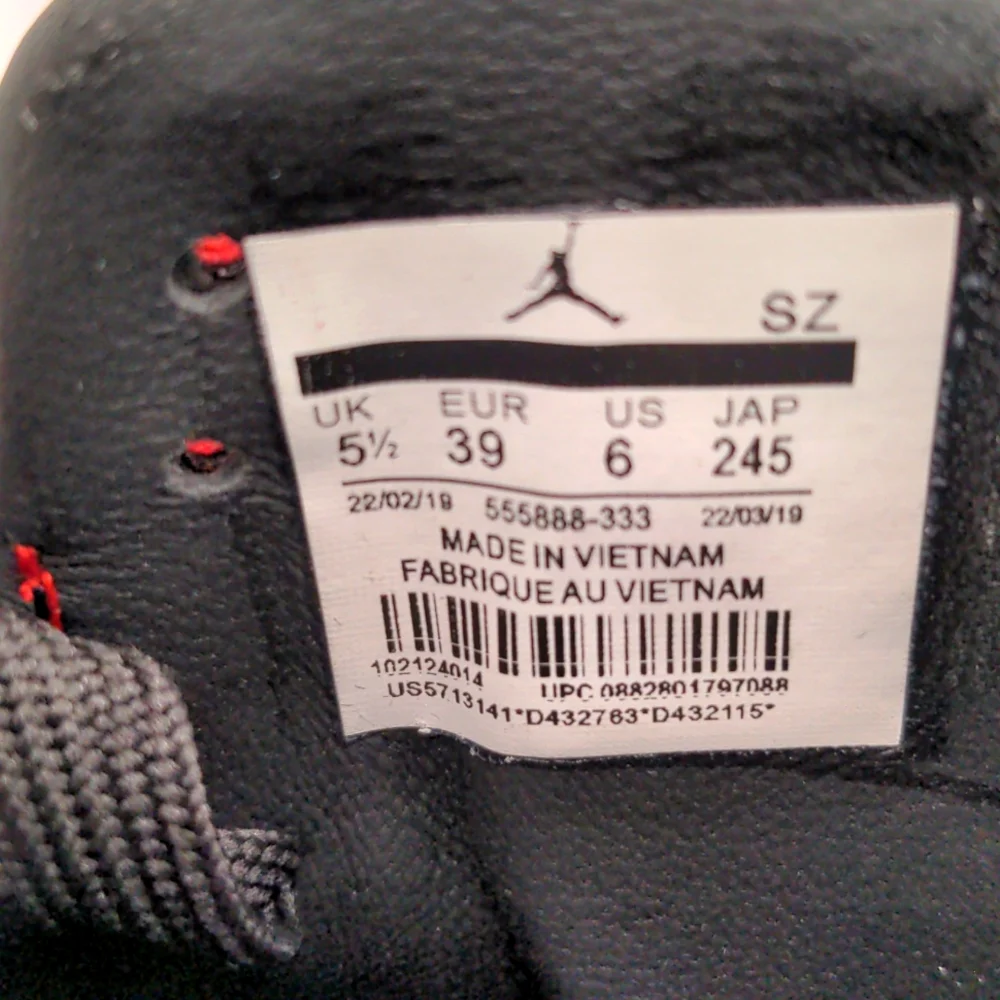 SZ
UK EUR US JAP
5½ 39 6 245
22/02/19 555888-333 22/03/19
MADE IN VIETNAM
FABRIQUE AU VIETNAM
102124014 UPC 0882801797088
US5713141*D432763*D432115*